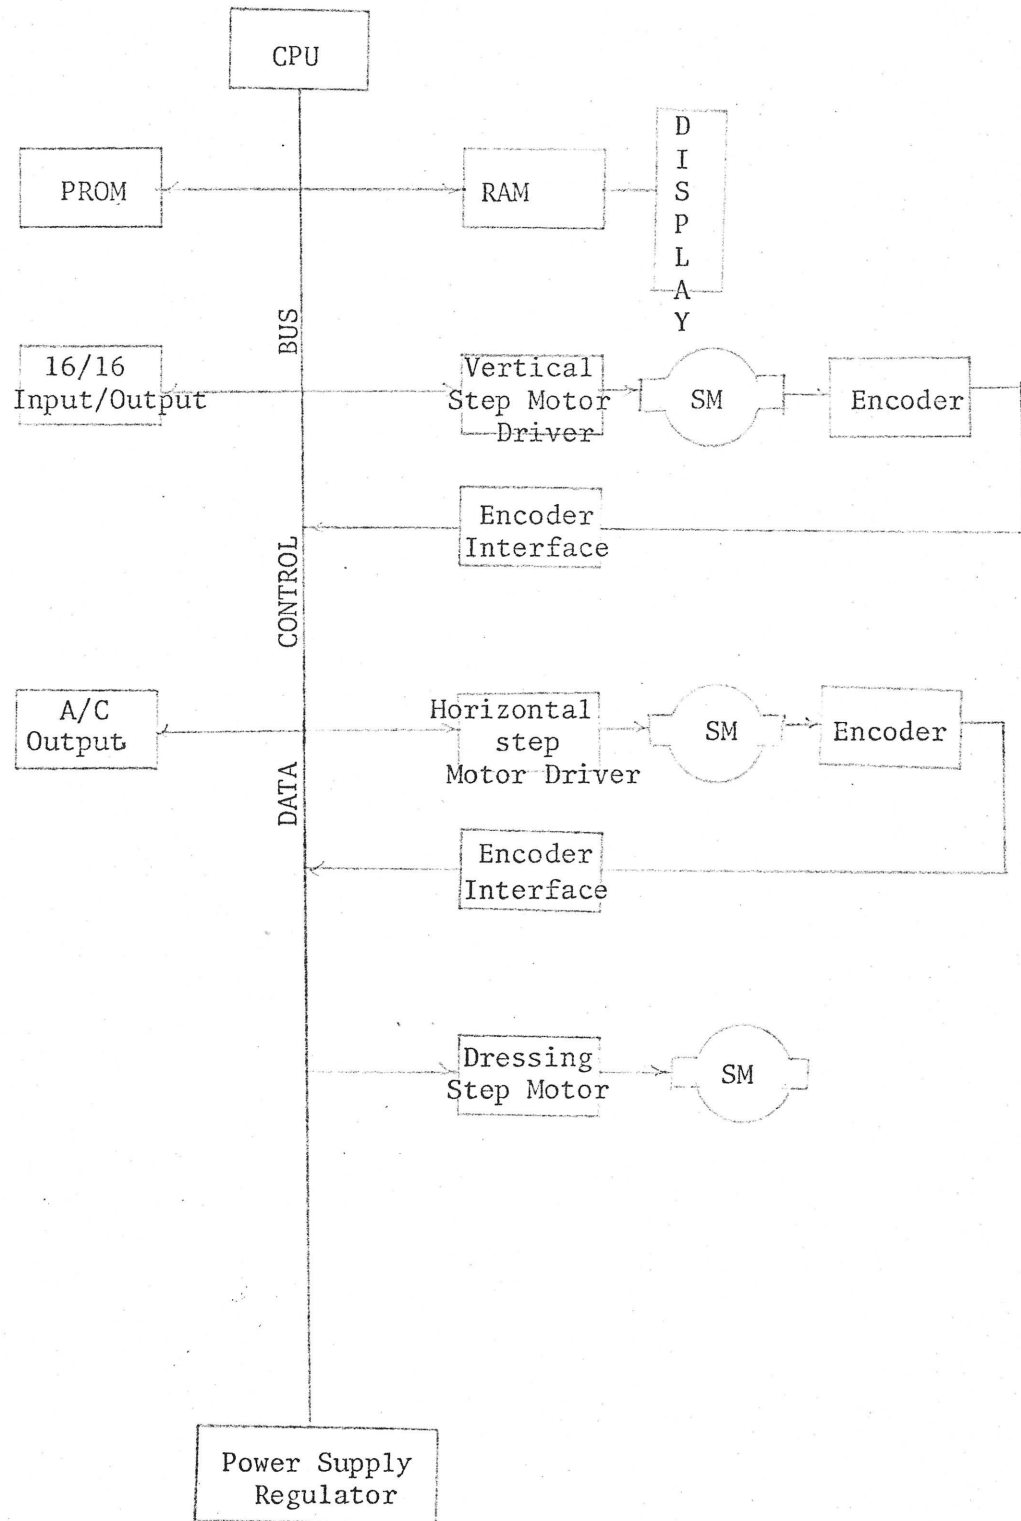 CPU
PROM
RAM
DISPLAY
BUS
16/16
Input/Output
Vertical
Step Motor
Driver
SM
Encoder
Encoder
Interface
CONTROL
A/C
Output
Horizontal
step
Motor Driver
SM
Encoder
DATA
Encoder
Interface
Dressing
Step Motor
SM
Power Supply
Regulator